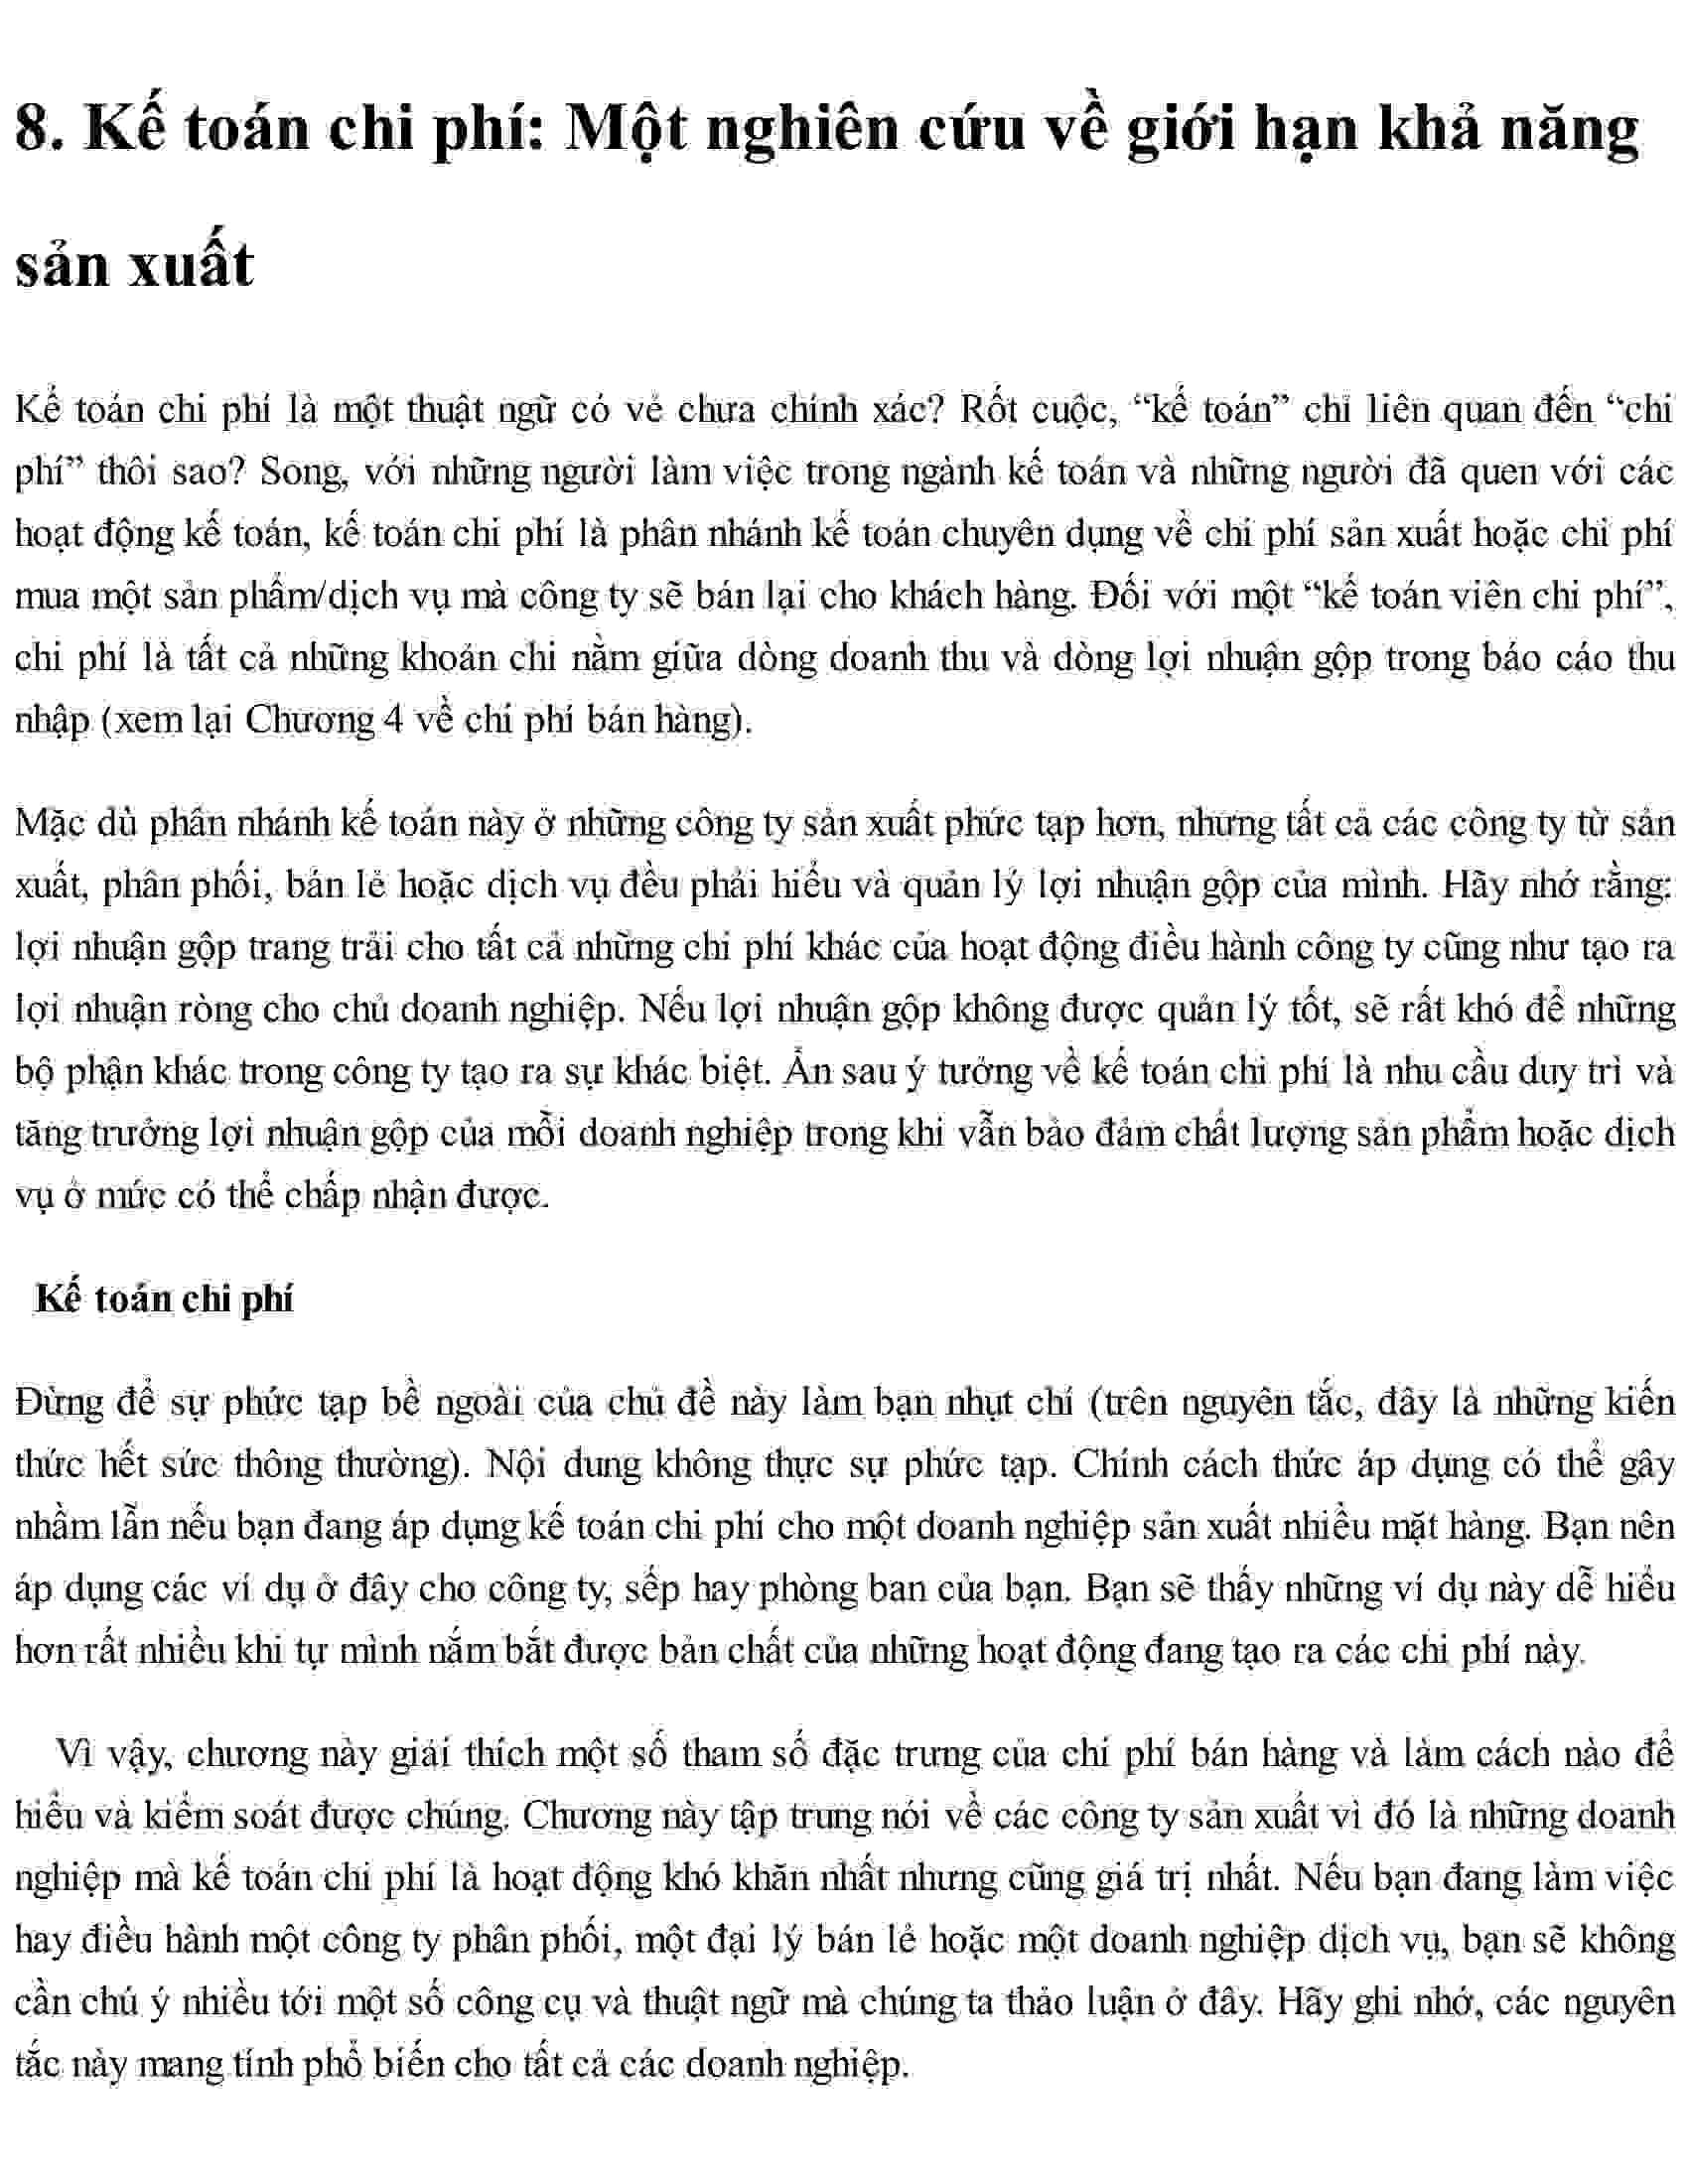 8. Kế toán chi phí: Một nghiên cứu về giới hạn khả năng
sản xuất
Kế toán chi phí là một thuật ngữ có vẻ chưa chính xác? Rốt cuộc, “kế toán” chỉ liên quan đến “chi
phí” thôi sao? Song, với những người làm việc trong ngành kế toán và những người đã quen với các
hoạt động kế toán, kế toán chi phí là phân nhánh kế toán chuyên dụng về chi phí sản xuất hoặc chi phí
mua một sản phẩm/dịch vụ mà công ty sẽ bán lại cho khách hàng. Đối với một “kế toán viên chi phí”,
chi phí là tất cả những khoản chi nằm giữa dòng doanh thu và dòng lợi nhuận gộp trong báo cáo thu
nhập (xem lại Chương 4 về chi phí bán hàng).
Mặc dù phân nhánh kế toán này ở những công ty sản xuất phức tạp hơn, nhưng tất cả các công ty từ sản
xuất, phân phối, bán lẻ hoặc dịch vụ đều phải hiểu và quản lý lợi nhuận gộp của mình. Hãy nhớ rằng:
lợi nhuận gộp trang trải cho tất cả những chi phí khác của hoạt động điều hành công ty cũng như tạo ra
lợi nhuận ròng cho chủ doanh nghiệp. Nếu lợi nhuận gộp không được quản lý tốt, sẽ rất khó để những
bộ phận khác trong công ty tạo ra sự khác biệt. Ẩn sau ý tưởng về kế toán chi phí là nhu cầu duy trì và
tăng trưởng lợi nhuận gộp của mỗi doanh nghiệp trong khi vẫn bảo đảm chất lượng sản phẩm hoặc dịch
vụ ở mức có thể chấp nhận được.
Kế toán chi phí
Đừng để sự phức tạp bề ngoài của chủ đề này làm bạn nhụt chí (trên nguyên tắc, đây là những kiến
thức hết sức thông thường). Nội dung không thực sự phức tạp. Chính cách thức áp dụng có thể gây
nhầm lẫn nếu bạn đang áp dụng kế toán chi phí cho một doanh nghiệp sản xuất nhiều mặt hàng. Bạn nên
áp dụng các ví dụ ở đây cho công ty, sếp hay phòng ban của bạn. Bạn sẽ thấy những ví dụ này dễ hiểu
hơn rất nhiều khi tự mình nắm bắt được bản chất của những hoạt động đang tạo ra các chi phí này.
Vì vậy, chương này giải thích một số tham số đặc trưng của chi phí bán hàng và làm cách nào để
hiểu và kiểm soát được chúng. Chương này tập trung nói về các công ty sản xuất vì đó là những doanh
nghiệp mà kế toán chi phí là hoạt động khó khăn nhất nhưng cũng giá trị nhất. Nếu bạn đang làm việc
hay điều hành một công ty phân phối, một đại lý bán lẻ hoặc một doanh nghiệp dịch vụ, bạn sẽ không
cần chú ý nhiều tới một số công cụ và thuật ngữ mà chúng ta thảo luận ở đây. Hãy ghi nhớ, các nguyên
tắc này mang tính phổ biến cho tất cả các doanh nghiệp.